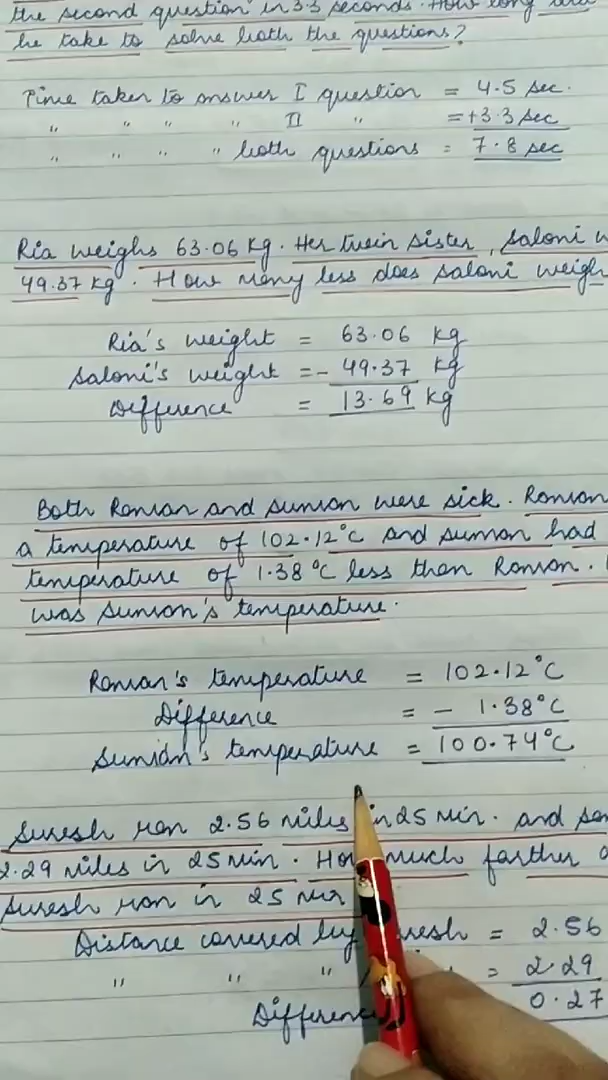 the second question in 3.3 seconds. How long did
he take to solve both the questions?
Time taken to answer I question = 4.5 sec.
" " " " II " = +3.3 sec
" " " " both questions = 7.8 sec
Ria weighs 63.06 kg. Her twin sister, Saloni w
49.37 kg. How many less does Saloni weigh
Ria's weight = 63.06 kg
Saloni's weight = - 49.37 kg
Difference = 13.69 kg
Both Roman and Suman were sick. Roman
a temperature of 102.12°C and Suman had
temperature of 1.38°C less than Roman.
was Suman's temperature.
Roman's temperature = 102.12°C
Difference = - 1.38°C
Suman's temperature = 100.74°C
Suresh ran 2.56 miles in 25 min. and
2.29 miles in 25 min. How much farther
Suresh ran in 25 min
Distance covered by Suresh = 2.56
" " " = 2.29
Difference 0.27